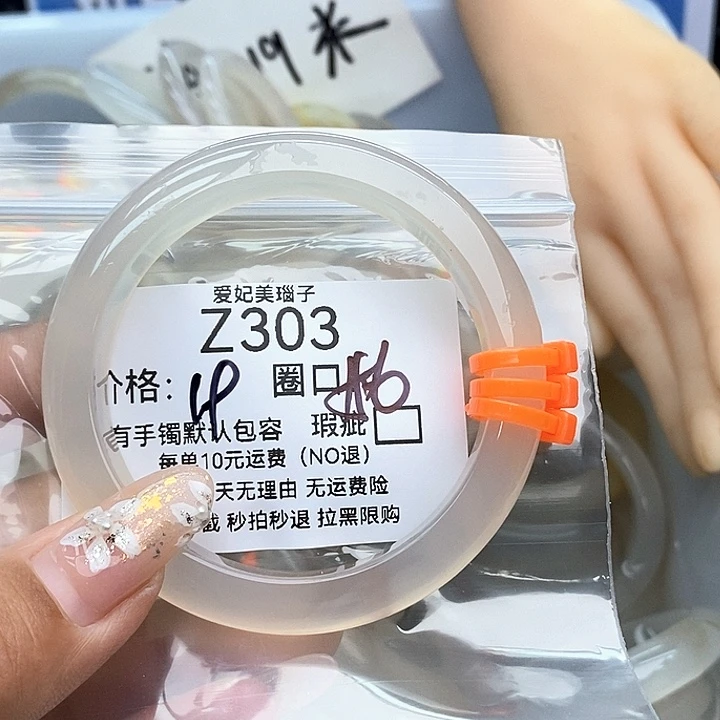 19米
爱妃美瑙子
Z303
价格: 圈口
有手镯默认包容 瑕疵
每单10元运费（NO退）
天无理由 无运费险
秒拍秒退 拉黑限购